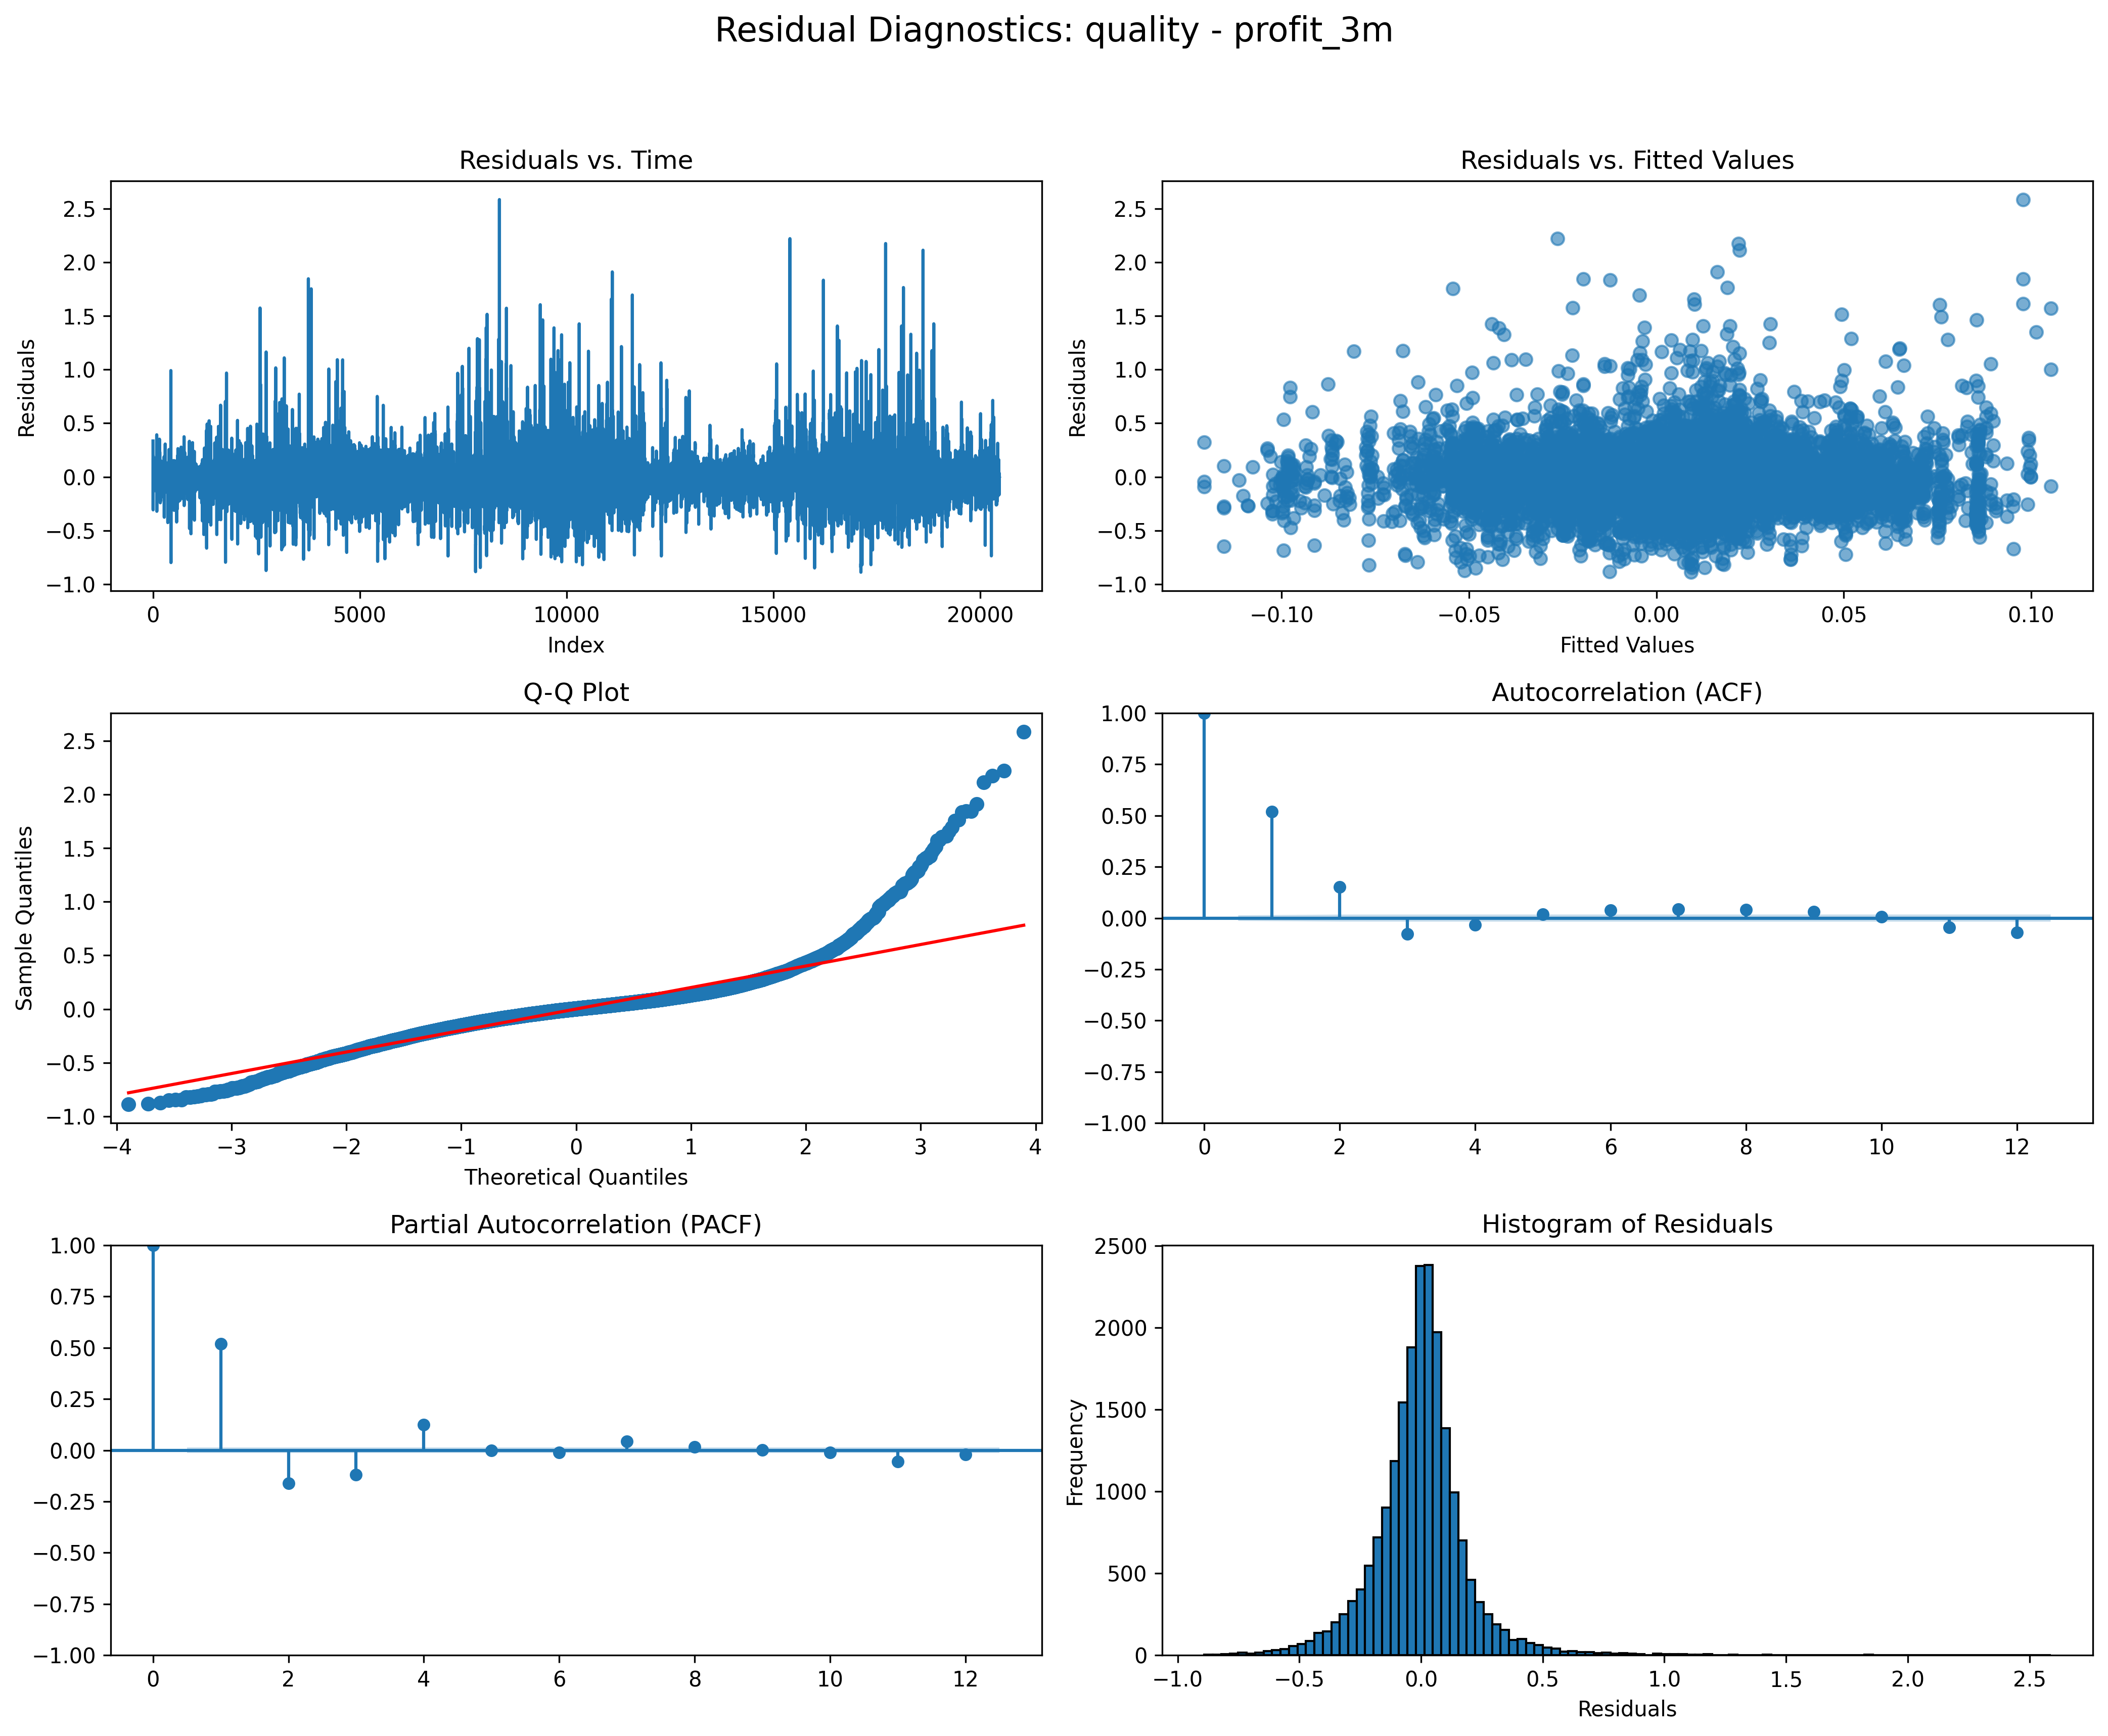 Residual Diagnostics: quality - profit_3m
Residuals vs. Time
2.5
2.0
1.5
1.0
0.5
0.0
−0.5
−1.0
Residuals
0 5000 10000 15000 20000
Index
Residuals vs. Fitted Values
2.5
2.0
1.5
1.0
0.5
0.0
−0.5
−1.0
Residuals
−0.10 −0.05 0.00 0.05 0.10
Fitted Values
Q-Q Plot
2.5
2.0
1.5
1.0
0.5
0.0
−0.5
−1.0
Sample Quantiles
−4 −3 −2 −1 0 1 2 3 4
Theoretical Quantiles
Autocorrelation (ACF)
1.00
0.75
0.50
0.25
0.00
−0.25
−0.50
−0.75
−1.00
0 2 4 6 8 10 12
Partial Autocorrelation (PACF)
1.00
0.75
0.50
0.25
0.00
−0.25
−0.50
−0.75
−1.00
0 2 4 6 8 10 12
Histogram of Residuals
2500
2000
1500
1000
500
0
Frequency
−1.0 −0.5 0.0 0.5 1.0 1.5 2.0 2.5
Residuals